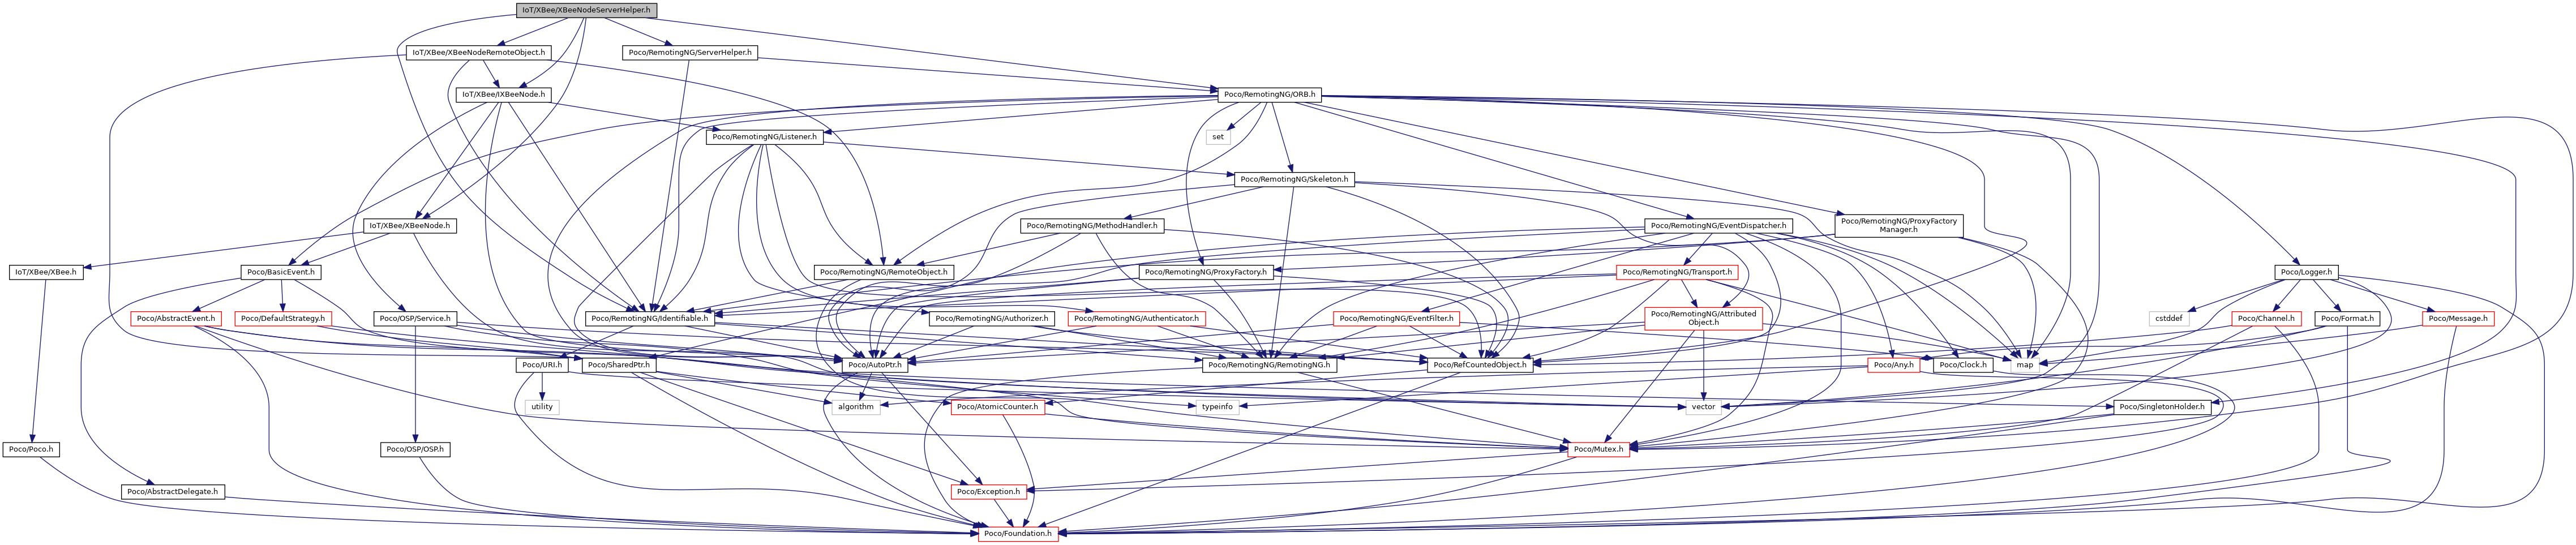 IoT/XBee/XBeeNodeServerHelper.h
IoT/XBee/XBeeNodeRemoteObject.h
Poco/RemotingNG/ServerHelper.h
IoT/XBee/IXBeeNode.h
Poco/RemotingNG/ORB.h
Poco/RemotingNG/Listener.h
set
Poco/RemotingNG/Skeleton.h
IoT/XBee/XBeeNode.h
Poco/RemotingNG/MethodHandler.h
Poco/RemotingNG/EventDispatcher.h
Poco/RemotingNG/ProxyFactory
Manager.h
IoT/XBee/XBee.h
Poco/BasicEvent.h
Poco/RemotingNG/RemoteObject.h
Poco/RemotingNG/ProxyFactory.h
Poco/RemotingNG/Transport.h
Poco/Logger.h
Poco/AbstractEvent.h
Poco/DefaultStrategy.h
Poco/OSP/Service.h
Poco/RemotingNG/Identifiable.h
Poco/RemotingNG/Authorizer.h
Poco/RemotingNG/Authenticator.h
Poco/RemotingNG/EventFilter.h
Poco/RemotingNG/Attributed
Object.h
cstddef
Poco/Channel.h
Poco/Format.h
Poco/Message.h
Poco/URI.h
Poco/SharedPtr.h
Poco/AutoPtr.h
Poco/RemotingNG/RemotingNG.h
Poco/RefCountedObject.h
Poco/Any.h
Poco/Clock.h
map
utility
algorithm
Poco/AtomicCounter.h
typeinfo
vector
Poco/SingletonHolder.h
Poco/Poco.h
Poco/OSP/OSP.h
Poco/Mutex.h
Poco/AbstractDelegate.h
Poco/Exception.h
Poco/Foundation.h